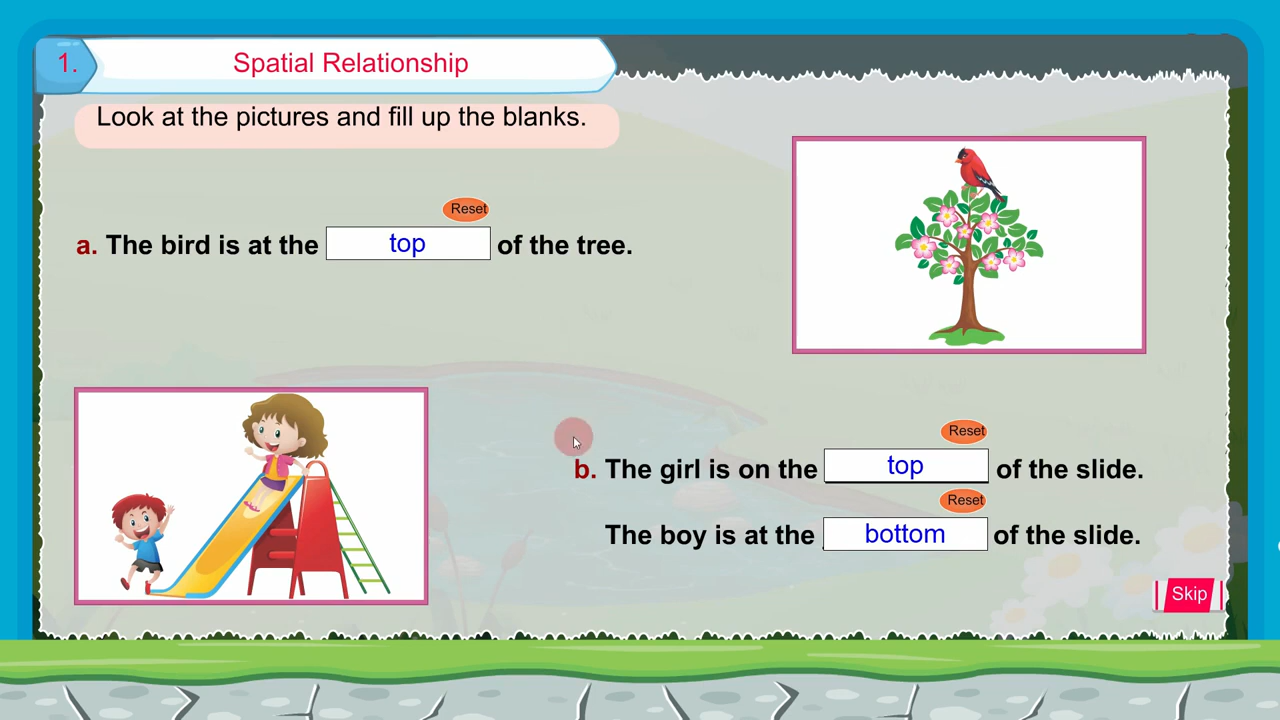 1. Spatial Relationship
Look at the pictures and fill up the blanks.
Reset
a. The bird is at the top of the tree.
Reset
b. The girl is on the top of the slide.
Reset
The boy is at the bottom of the slide.
Skip